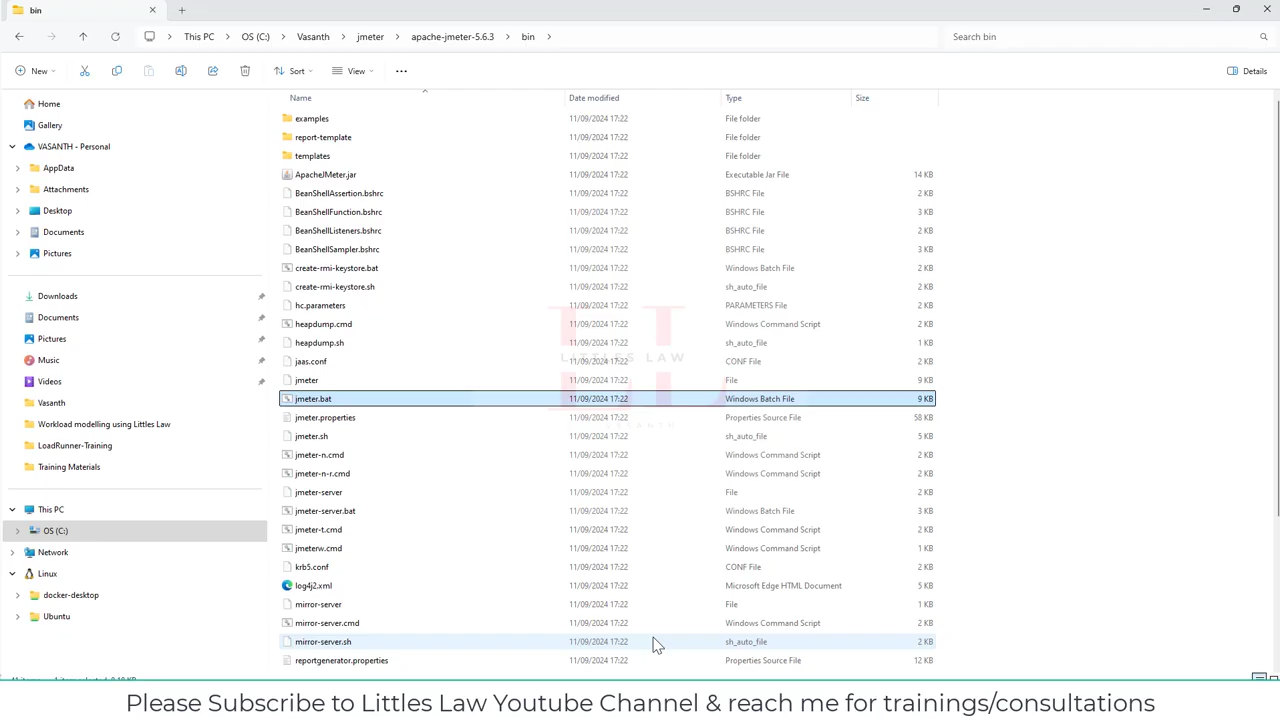 bin
This PC
OS (C:)
Vasanth
jmeter
apache-jmeter-5.6.3
bin
Search bin
New
Sort
View
Details
Home
Gallery
VASANTH - Personal
AppData
Attachments
Desktop
Documents
Pictures
Downloads
Documents
Pictures
Music
Videos
Vasanth
Workload modelling using Littles Law
LoadRunner-Training
Training Materials
This PC
OS (C:)
Network
Linux
docker-desktop
Ubuntu
Name Date modified Type Size
examples 11/09/2024 17:22 File folder
report-template 11/09/2024 17:22 File folder
templates 11/09/2024 17:22 File folder
ApacheJMeter.jar 11/09/2024 17:22 Executable Jar File 14 KB
BeanShellAssertion.bshrc 11/09/2024 17:22 BSHRC File 2 KB
BeanShellFunction.bshrc 11/09/2024 17:22 BSHRC File 3 KB
BeanShellListeners.bshrc 11/09/2024 17:22 BSHRC File 2 KB
BeanShellSampler.bshrc 11/09/2024 17:22 BSHRC File 3 KB
create-rmi-keystore.bat 11/09/2024 17:22 Windows Batch File 2 KB
create-rmi-keystore.sh 11/09/2024 17:22 sh_auto_file 2 KB
hc.parameters 11/09/2024 17:22 PARAMETERS File 2 KB
heapdump.cmd 11/09/2024 17:22 Windows Command Script 2 KB
heapdump.sh 11/09/2024 17:22 sh_auto_file 1 KB
jaas.conf 11/09/2024 17:22 CONF File 2 KB
jmeter 11/09/2024 17:22 File 9 KB
jmeter.bat 11/09/2024 17:22 Windows Batch File 9 KB
jmeter.properties 11/09/2024 17:22 Properties Source File 58 KB
jmeter.sh 11/09/2024 17:22 sh_auto_file 5 KB
jmeter-n.cmd 11/09/2024 17:22 Windows Command Script 2 KB
jmeter-n-r.cmd 11/09/2024 17:22 Windows Command Script 2 KB
jmeter-server 11/09/2024 17:22 File 2 KB
jmeter-server.bat 11/09/2024 17:22 Windows Batch File 3 KB
jmeter-t.cmd 11/09/2024 17:22 Windows Command Script 2 KB
jmeterw.cmd 11/09/2024 17:22 Windows Command Script 1 KB
krb5.conf 11/09/2024 17:22 CONF File 2 KB
log4j2.xml 11/09/2024 17:22 Microsoft Edge HTML Document 5 KB
mirror-server 11/09/2024 17:22 File 1 KB
mirror-server.cmd 11/09/2024 17:22 Windows Command Script 2 KB
mirror-server.sh 11/09/2024 17:22 sh_auto_file 2 KB
reportgenerator.properties 11/09/2024 17:22 Properties Source File 12 KB
LITTLES LAW
VASANTH
Please Subscribe to Littles Law Youtube Channel & reach me for trainings/consultations